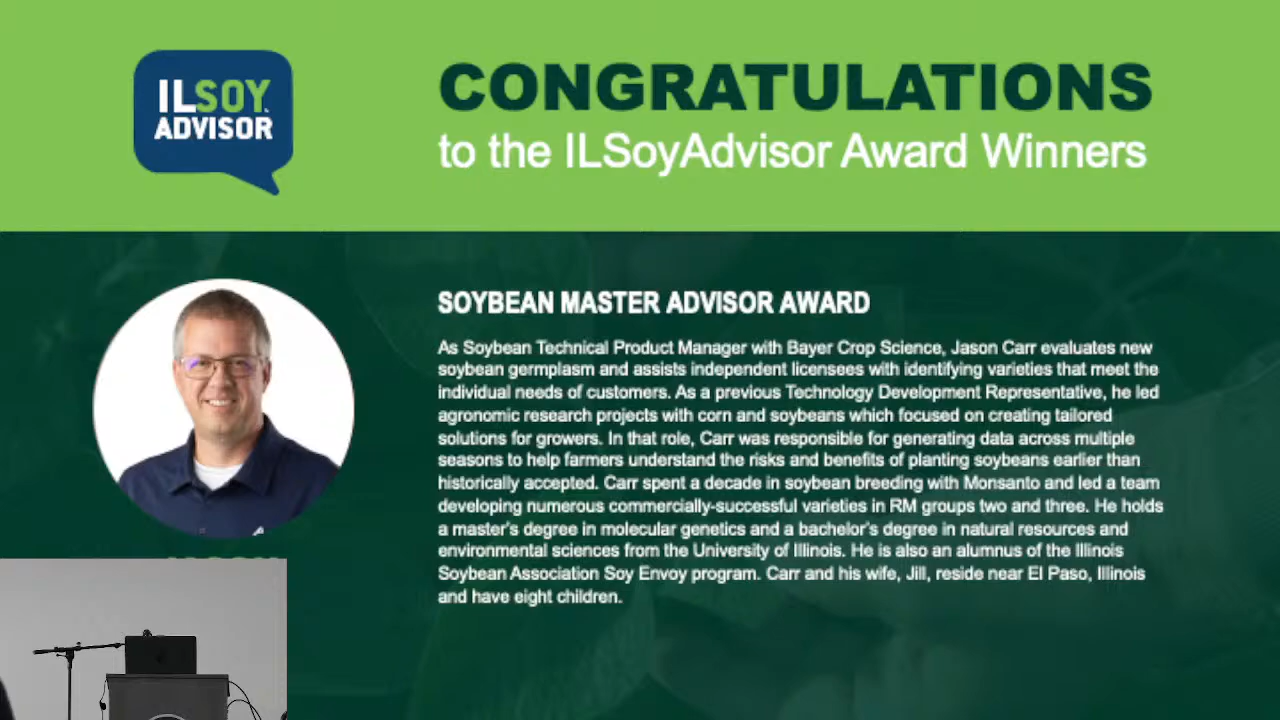 ILSOY
ADVISOR
CONGRATULATIONS
to the ILSoyAdvisor Award Winners
SOYBEAN MASTER ADVISOR AWARD
As Soybean Technical Product Manager with Bayer Crop Science, Jason Carr evaluates new
soybean germplasm and assists independent licensees with identifying varieties that meet the
individual needs of customers. As a previous Technology Development Representative, he led
agronomic research projects with corn and soybeans which focused on creating tailored
solutions for growers. In that role, Carr was responsible for generating data across multiple
seasons to help farmers understand the risks and benefits of planting soybeans earlier than
historically accepted. Carr spent a decade in soybean breeding with Monsanto and led a team
developing numerous commercially-successful varieties in RM groups two and three. He holds
a master's degree in molecular genetics and a bachelor's degree in natural resources and
environmental sciences from the University of Illinois. He is also an alumnus of the Illinois
Soybean Association Soy Envoy program. Carr and his wife, Jill, reside near El Paso, Illinois
and have eight children.